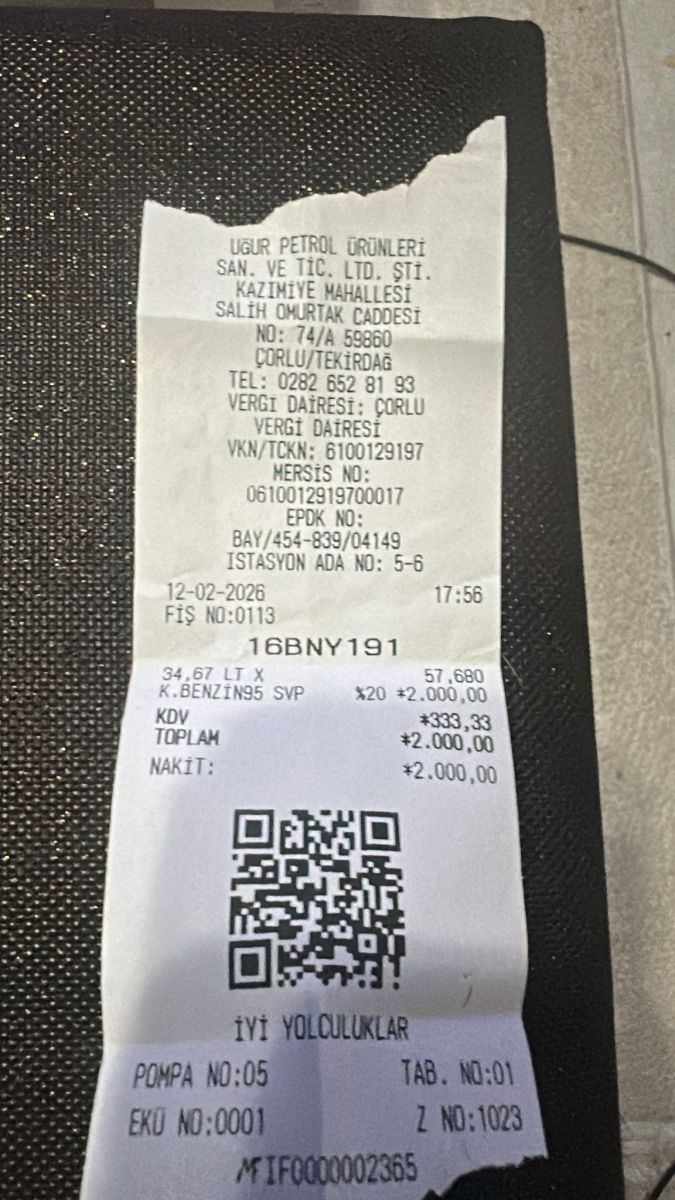 UĞUR PETROL ÜRÜNLERİ
SAN. VE TİC. LTD. ŞTİ.
KAZIMİYE MAHALLESİ
SALİH OMURTAK CADDESİ
NO: 74/A 59860
ÇORLU/TEKİRDAĞ
TEL: 0282 652 81 93
VERGİ DAİRESİ: ÇORLU
VERGİ DAİRESİ
VKN/TCKN: 6100129197
MERSİS NO:
0610012919700017
EPDK NO:
BAY/454-839/04149
ISTASYON ADA NO: 5-6
12-02-2026 17:56
FİŞ NO:0113
16BNY191
34,67 LT X 57,680
K.BENZİN95 SVP %20 *2.000,00
KDV *333,33
TOPLAM *2.000,00
NAKİT: *2.000,00
İYİ YOLCULUKLAR
POMPA NO:05 TAB. NO:01
EKÜ NO:0001 Z NO:1023
MF IF0000002365